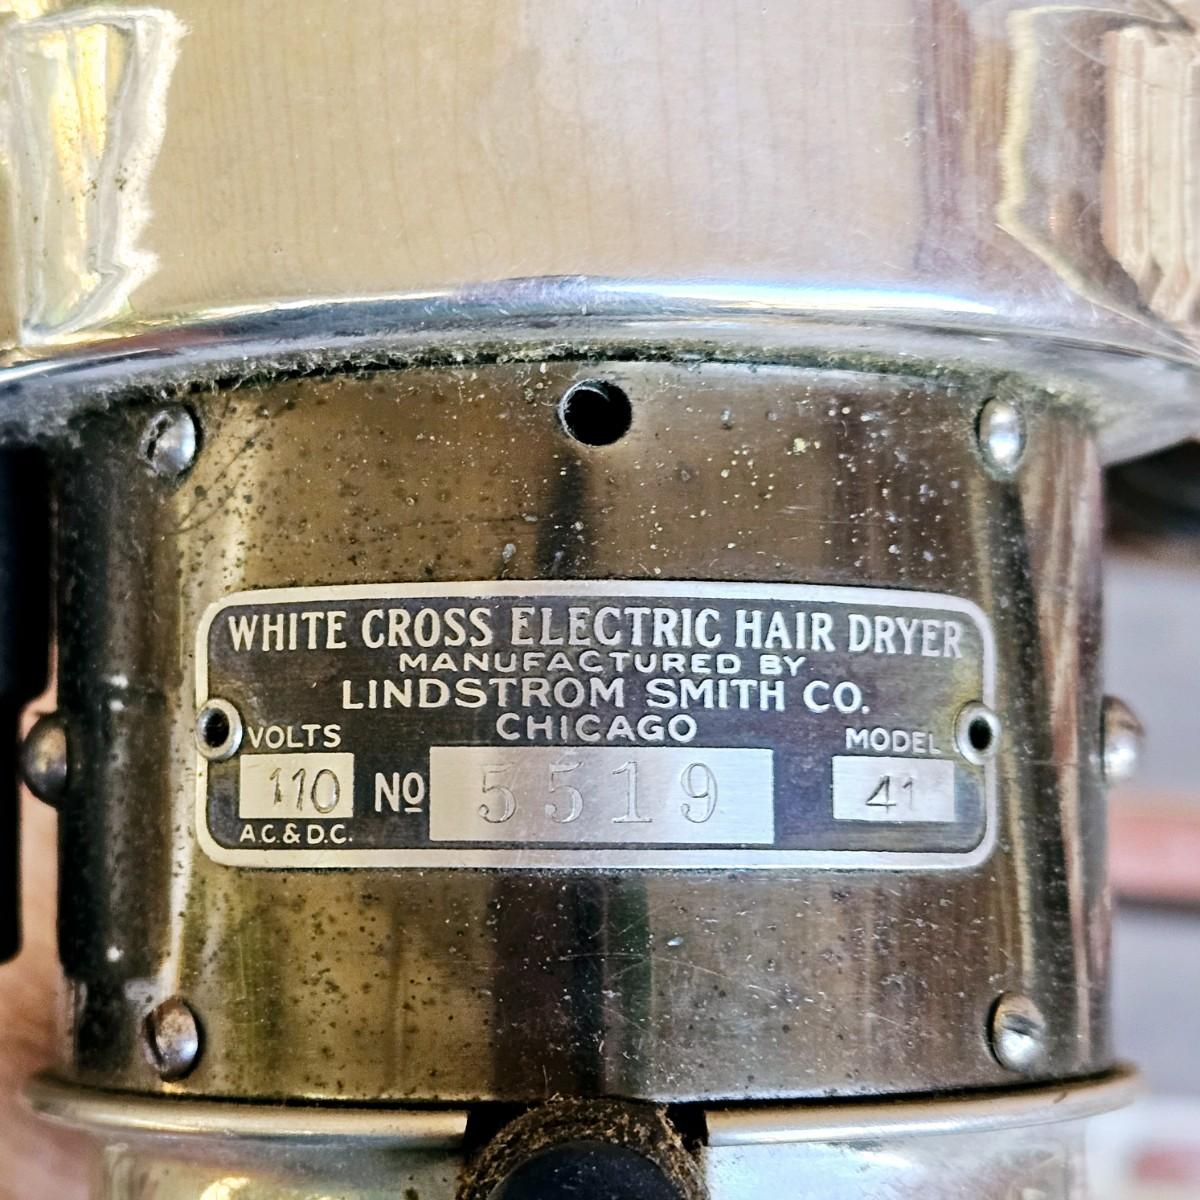 WHITE CROSS ELECTRIC HAIR DRYER
MANUFACTURED BY
LINDSTROM SMITH CO.
CHICAGO
VOLTS
MODEL
110 No 5519 41
A.C. & D.C.